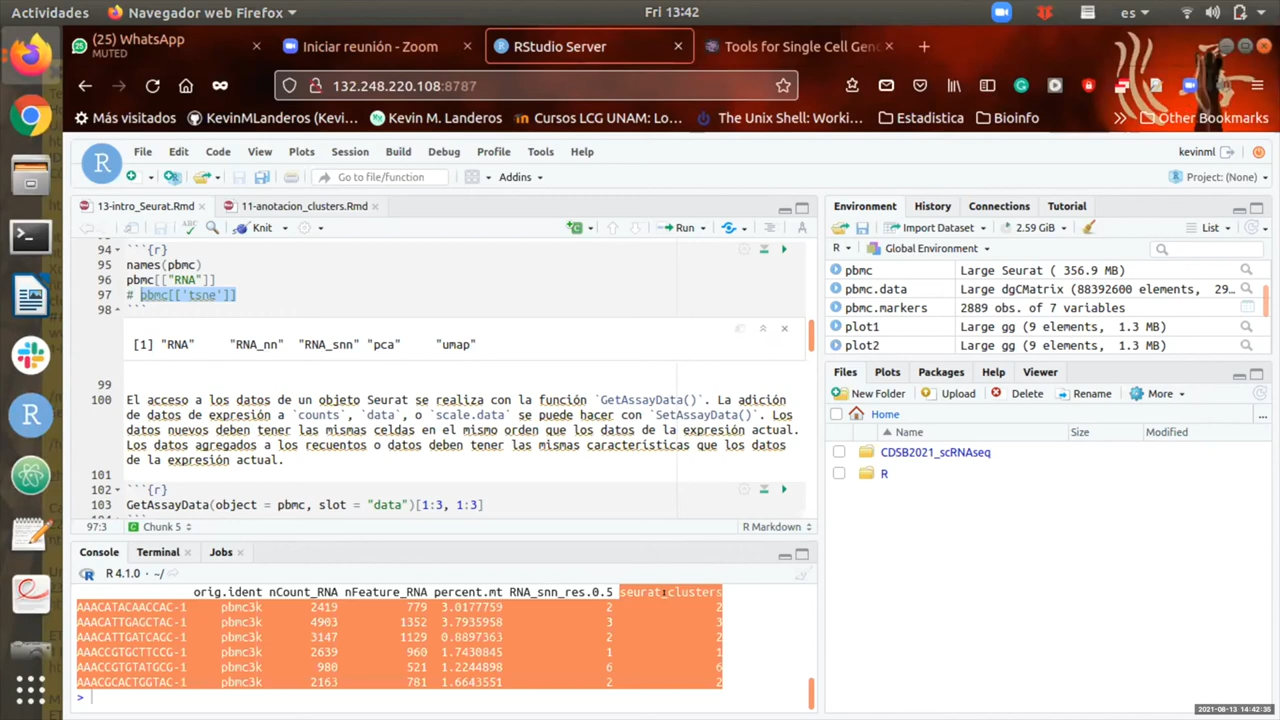 Actividades Navegador web Firefox Fri 13:42 es
(25) WhatsApp
MUTED
Iniciar reunión - Zoom
RStudio Server
Tools for Single Cell Gen
132.248.220.108:8787
Más visitados KevinMLanderos (Kevi… Kevin M. Landeros Cursos LCG UNAM: Lo… The Unix Shell: Worki… Estadistica Bioinfo Other Bookmarks
File Edit Code View Plots Session Build Debug Profile Tools Help kevinml
Go to file/function Addins Project: (None)
13-intro_Seurat.Rmd 11-anotacion_clusters.Rmd
Knit Run
94 ```{r}
95 names(pbmc)
96 pbmc[["RNA"]]
97 # pbmc[['tsne']]
98 ```
[1] "RNA" "RNA_nn" "RNA_snn" "pca" "umap"
99
100 El acceso a los datos de un objeto Seurat se realiza con la función `GetAssayData()`. La adición
de datos de expresión a `counts`, `data`, o `scale.data` se puede hacer con `SetAssayData()`. Los
datos nuevos deben tener las mismas celdas en el mismo orden que los datos de la expresión actual.
Los datos agregados a los recuentos o datos deben tener las mismas características que los datos
de la expresión actual.
101
102 ```{r}
103 GetAssayData(object = pbmc, slot = "data")[1:3, 1:3]
97:3 Chunk 5 R Markdown
Console Terminal Jobs
R 4.1.0 · ~/
orig.ident nCount_RNA nFeature_RNA percent.mt RNA_snn_res.0.5 seurat_clusters
AAACATACAACCAC-1 pbmc3k 2419 779 3.0177759 2 2
AAACATTGAGCTAC-1 pbmc3k 4903 1352 3.7935958 3 3
AAACATTGATCAGC-1 pbmc3k 3147 1129 0.8897363 2 2
AAACCGTGCTTCCG-1 pbmc3k 2639 960 1.7430845 1 1
AAACCGTGTATGCG-1 pbmc3k 980 521 1.2244898 6 6
AAACGCACTGGTAC-1 pbmc3k 2163 781 1.6643551 2 2
>
Environment History Connections Tutorial
Import Dataset 2.59 GiB List
R Global Environment
pbmc Large Seurat ( 356.9 MB)
pbmc.data Large dgCMatrix (88392600 elements, 29…
pbmc.markers 2889 obs. of 7 variables
plot1 Large gg (9 elements, 1.3 MB)
plot2 Large gg (9 elements, 1.3 MB)
Files Plots Packages Help Viewer
New Folder Upload Delete Rename More
Home
Name Size Modified
CDSB2021_scRNAseq
R
2021-08-13 14:42:35